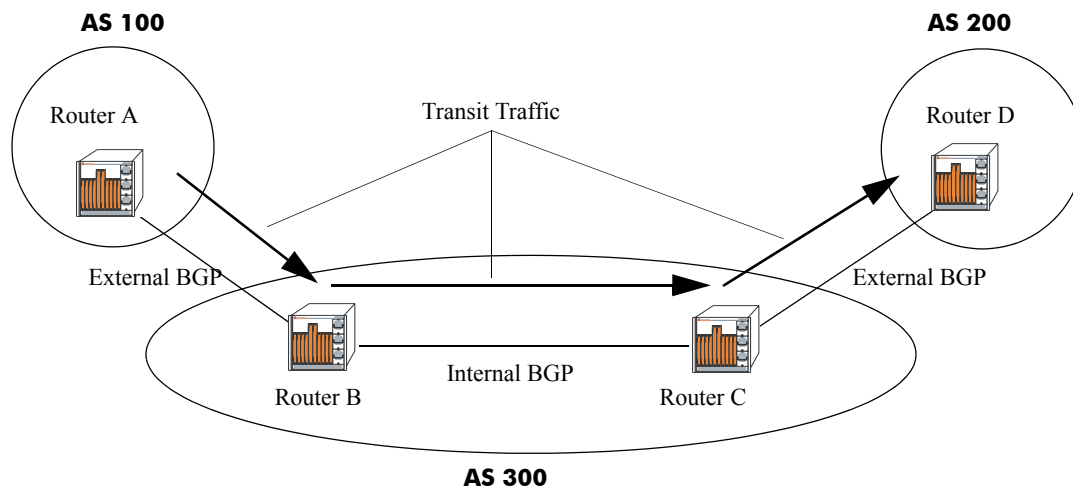 AS 100
AS 200
Router A
Transit Traffic
Router D
External BGP
External BGP
Internal BGP
Router B
Router C
AS 300